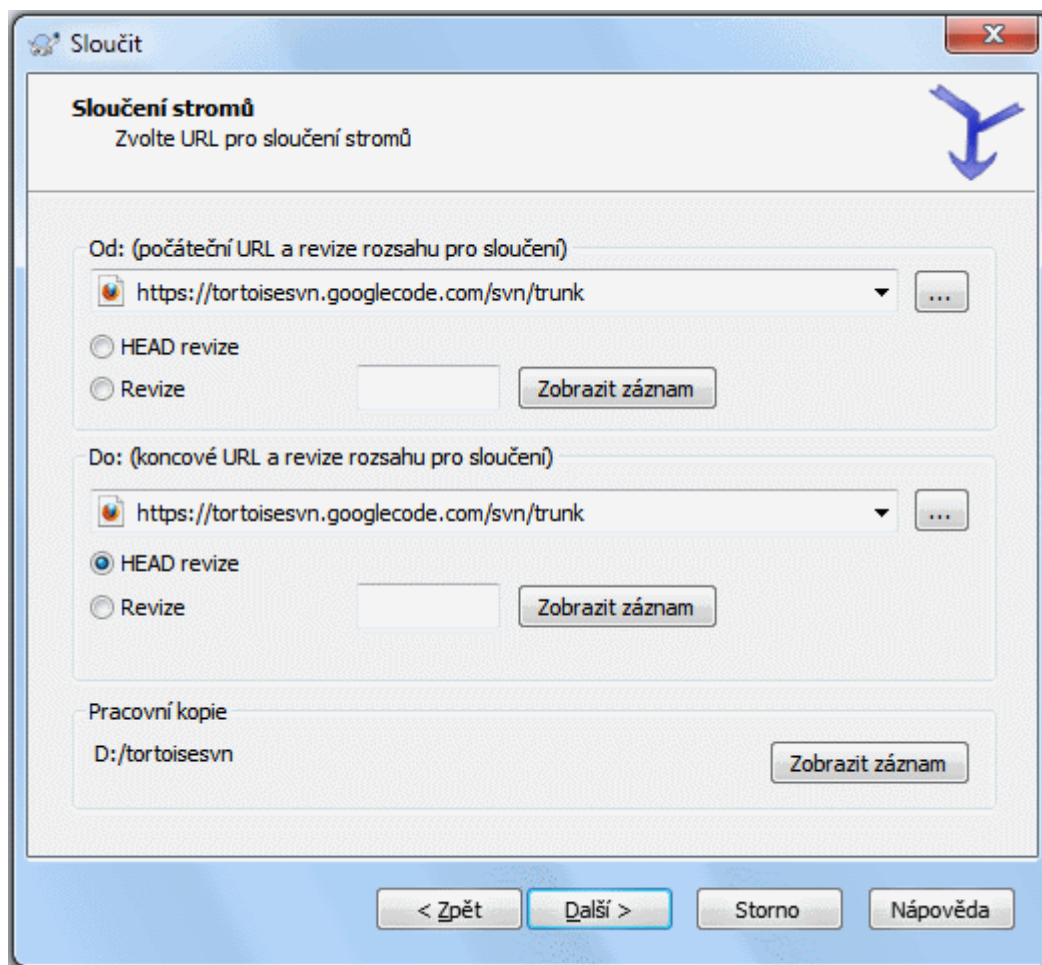 Sloučit
Sloučení stromů
Zvolte URL pro sloučení stromů
Od: (počáteční URL a revize rozsahu pro sloučení)
https://tortoisesvn.googlecode.com/svn/trunk
...
HEAD revize
Revize
Zobrazit záznam
Do: (koncové URL a revize rozsahu pro sloučení)
https://tortoisesvn.googlecode.com/svn/trunk
...
HEAD revize
Revize
Zobrazit záznam
Pracovní kopie
D:/tortoisesvn
Zobrazit záznam
< Zpět
Další >
Storno
Nápověda